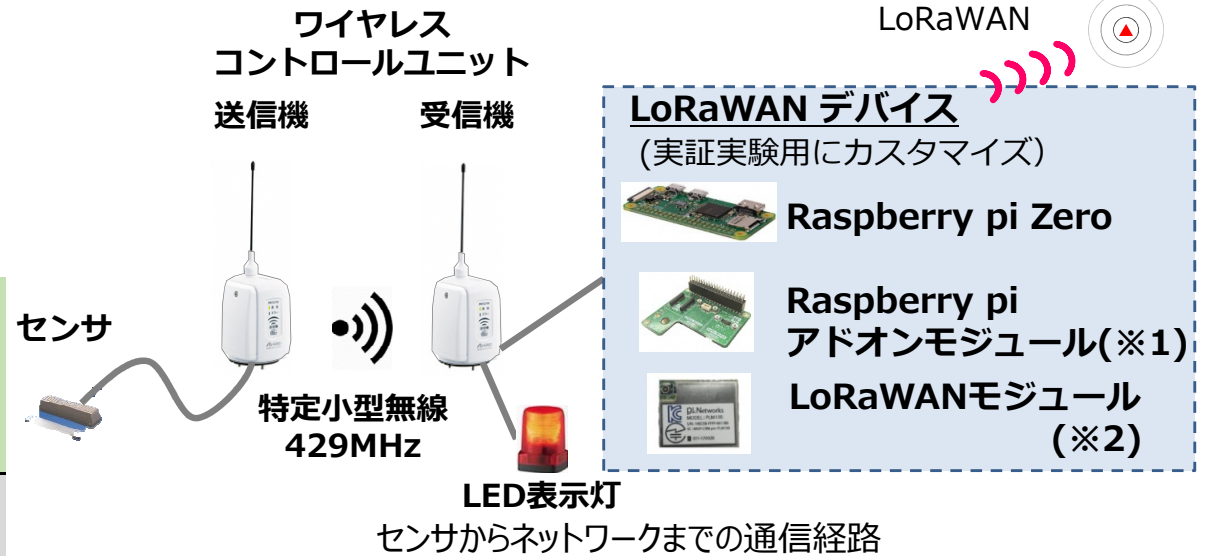 ワイヤレス
コントロールユニット
送信機
受信機
LoRaWAN
LoRaWAN デバイス
(実証実験用にカスタマイズ）
Raspberry pi Zero
Raspberry pi
アドオンモジュール(※1)
LoRaWANモジュール
(※2)
センサ
特定小型無線
429MHz
LED表示灯
センサからネットワークまでの通信経路